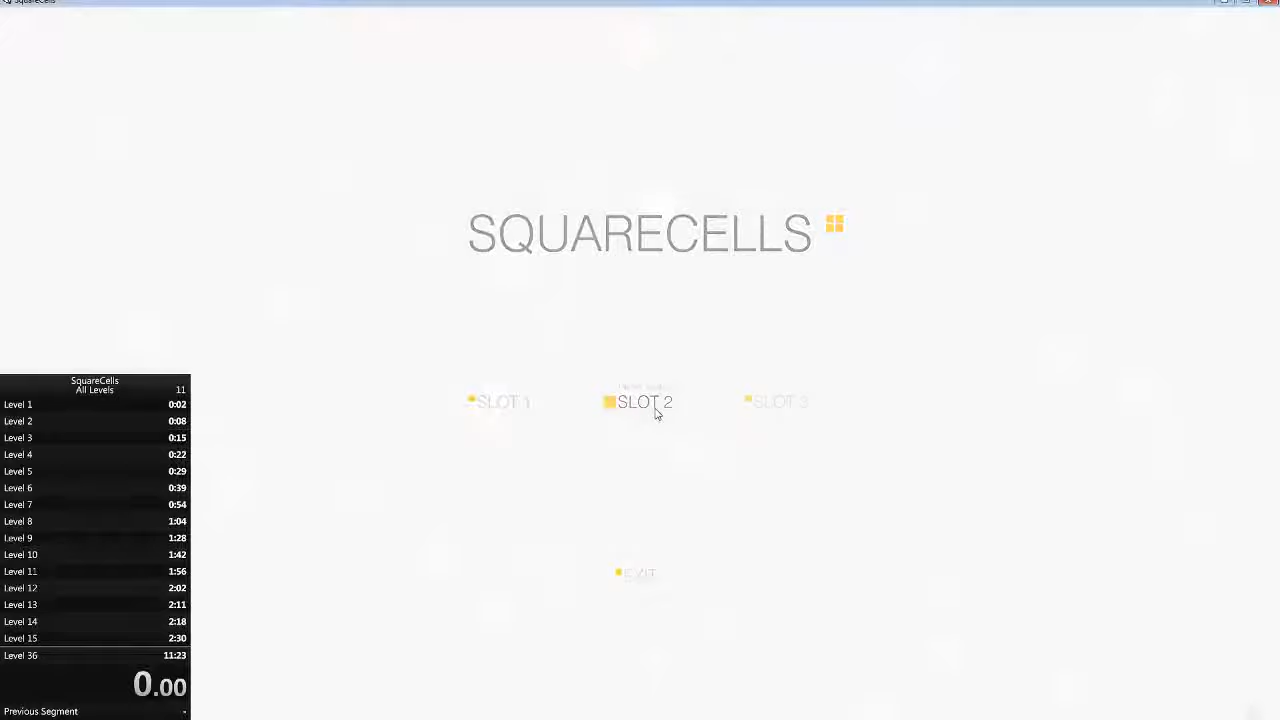 SquareCells
SQUARECELLS
SLOT 1
SLOT 2
SLOT 3
EXIT
SquareCells
All Levels 11
Level 1 0:02
Level 2 0:08
Level 3 0:15
Level 4 0:22
Level 5 0:29
Level 6 0:39
Level 7 0:54
Level 8 1:04
Level 9 1:28
Level 10 1:42
Level 11 1:56
Level 12 2:02
Level 13 2:11
Level 14 2:18
Level 15 2:30
Level 36 11:23
0.00
Previous Segment -